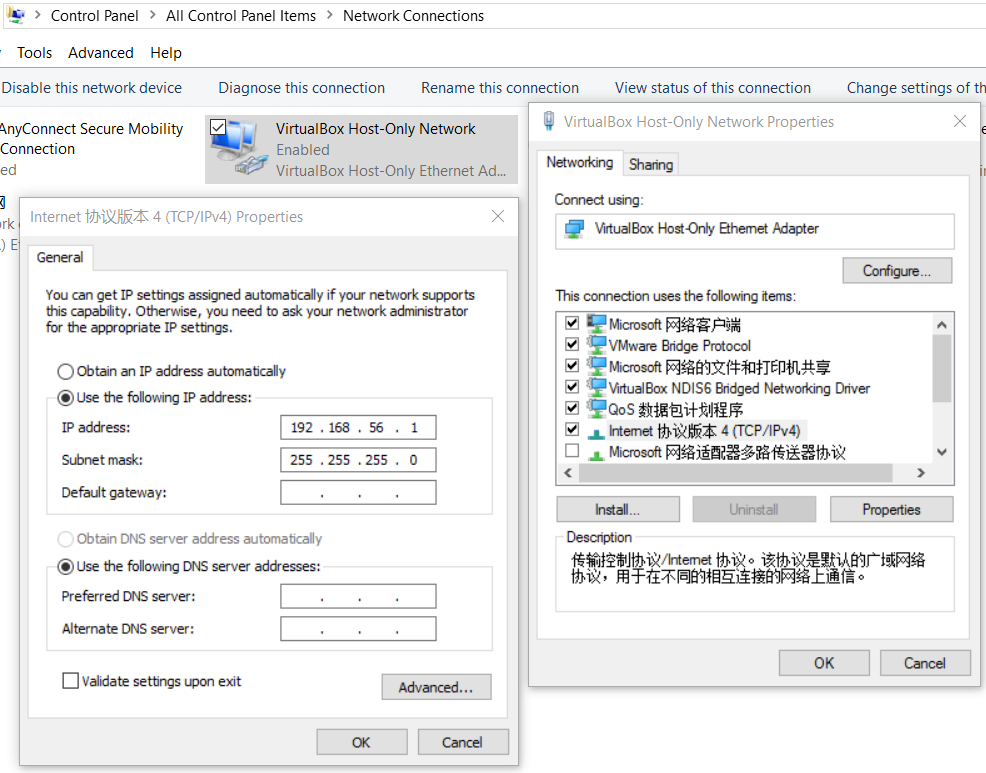 Control Panel > All Control Panel Items > Network Connections
Tools Advanced Help
Disable this network device Diagnose this connection Rename this connection View status of this connection Change settings of th
AnyConnect Secure Mobility
Connection
ed
VirtualBox Host-Only Network
Enabled
VirtualBox Host-Only Ethernet Ad...
网
Internet 协议版本 4 (TCP/IPv4) Properties
General
You can get IP settings assigned automatically if your network supports
this capability. Otherwise, you need to ask your network administrator
for the appropriate IP settings.
Obtain an IP address automatically
Use the following IP address:
IP address: 192 . 168 . 56 . 1
Subnet mask: 255 . 255 . 255 . 0
Default gateway: . . .
Obtain DNS server address automatically
Use the following DNS server addresses:
Preferred DNS server: . . .
Alternate DNS server: . . .
Validate settings upon exit
Advanced...
OK Cancel
VirtualBox Host-Only Network Properties
Networking Sharing
Connect using:
VirtualBox Host-Only Ethernet Adapter
Configure...
This connection uses the following items:
Microsoft 网络客户端
VMware Bridge Protocol
Microsoft 网络的文件和打印机共享
VirtualBox NDIS6 Bridged Networking Driver
QoS 数据包计划程序
Internet 协议版本 4 (TCP/IPv4)
Microsoft 网络适配器多路传送器协议
Install... Uninstall Properties
Description
传输控制协议/Internet 协议。该协议是默认的广域网络
协议，用于在不同的相互连接的网络上通信。
OK Cancel